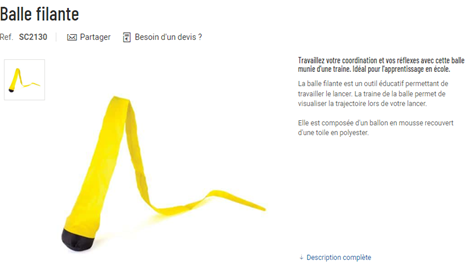 Balle filante
Ref. SC2130 Partager Besoin d'un devis ?
Travaillez votre coordination et vos réflexes avec cette balle
munie d'une traine. Idéal pour l'apprentissage en école.
La balle filante est un outil éducatif permettant de
travailler le lancer. La traine de la balle permet de
visualiser la trajectoire lors de votre lancer.
Elle est composée d'un ballon en mousse recouvert
d'une toile en polyester.
+ Description complète